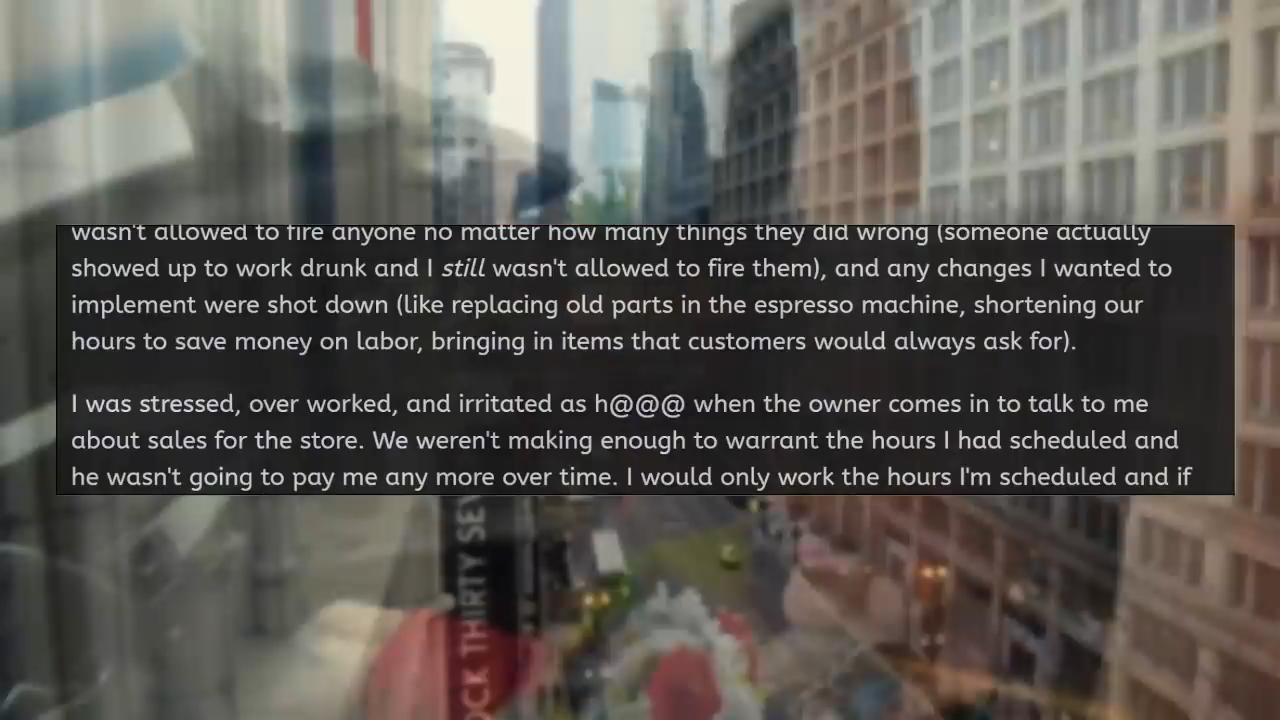 wasn't allowed to fire anyone no matter how many things they did wrong (someone actually
showed up to work drunk and I still wasn't allowed to fire them), and any changes I wanted to
implement were shot down (like replacing old parts in the espresso machine, shortening our
hours to save money on labor, bringing in items that customers would always ask for).
I was stressed, over worked, and irritated as h@@@ when the owner comes in to talk to me
about sales for the store. We weren't making enough to warrant the hours I had scheduled and
he wasn't going to pay me any more over time. I would only work the hours I'm scheduled and if
OCK THIRTY SEV